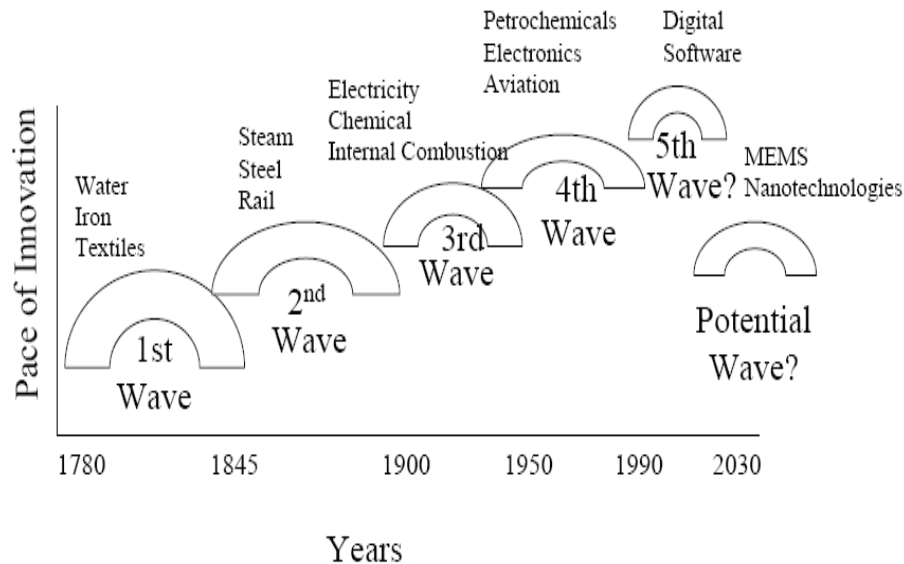 Petrochemicals
Electronics
Aviation
Digital
Software
Electricity
Chemical
Internal Combustion
Steam
Steel
Rail
Water
Iron
Textiles
MEMS
Nanotechnologies
1st
Wave
2nd
Wave
3rd
Wave
4th
Wave
5th
Wave?
Potential
Wave?
Pace of Innovation
1780 1845 1900 1950 1990 2030
Years